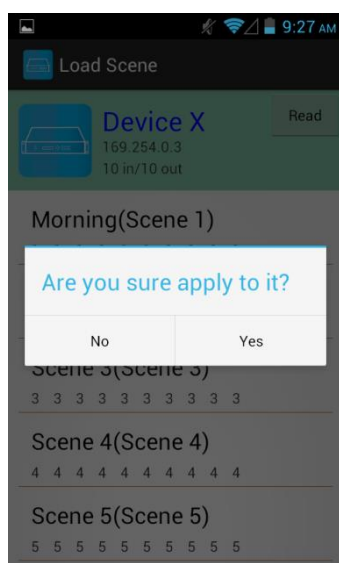 9:27 AM
Load Scene
Device X
Read
169.254.0.3
10 in/10 out
Morning(Scene 1)
Are you sure apply to it?
No
Yes
Scene 3(Scene 3)
3 3 3 3 3 3 3 3 3 3
Scene 4(Scene 4)
4 4 4 4 4 4 4 4 4 4
Scene 5(Scene 5)
5 5 5 5 5 5 5 5 5 5